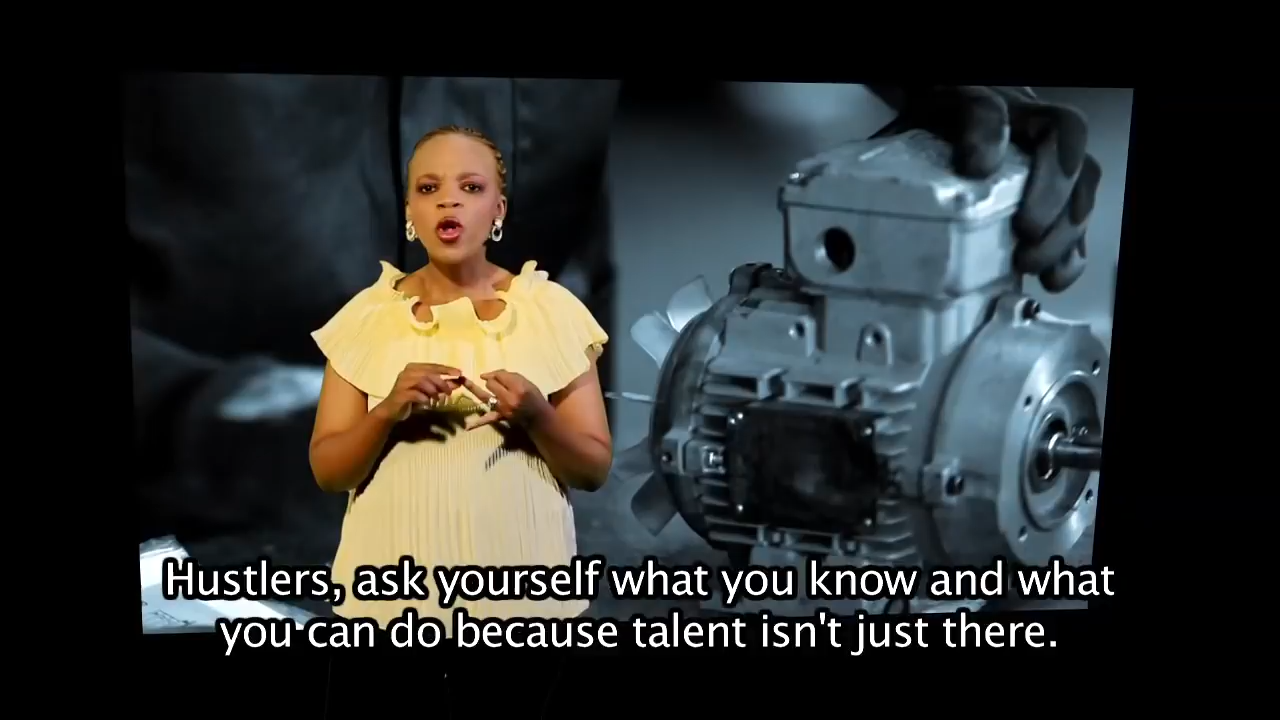 Hustlers, ask yourself what you know and what
you can do because talent isn't just there.